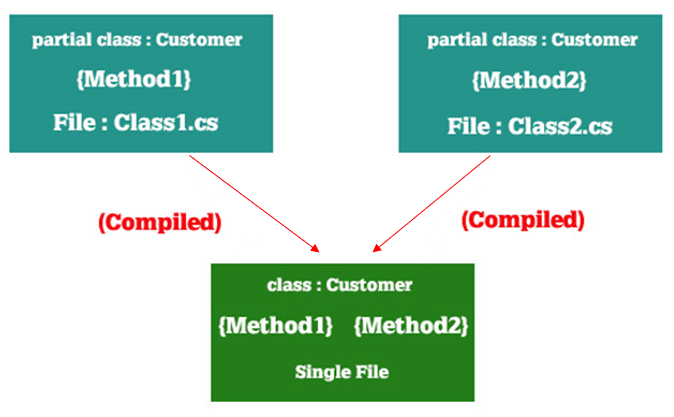 partial class : Customer
{Method1}
File : Class1.cs
partial class : Customer
{Method2}
File : Class2.cs
(Compiled)
(Compiled)
class : Customer
{Method1} {Method2}
Single File